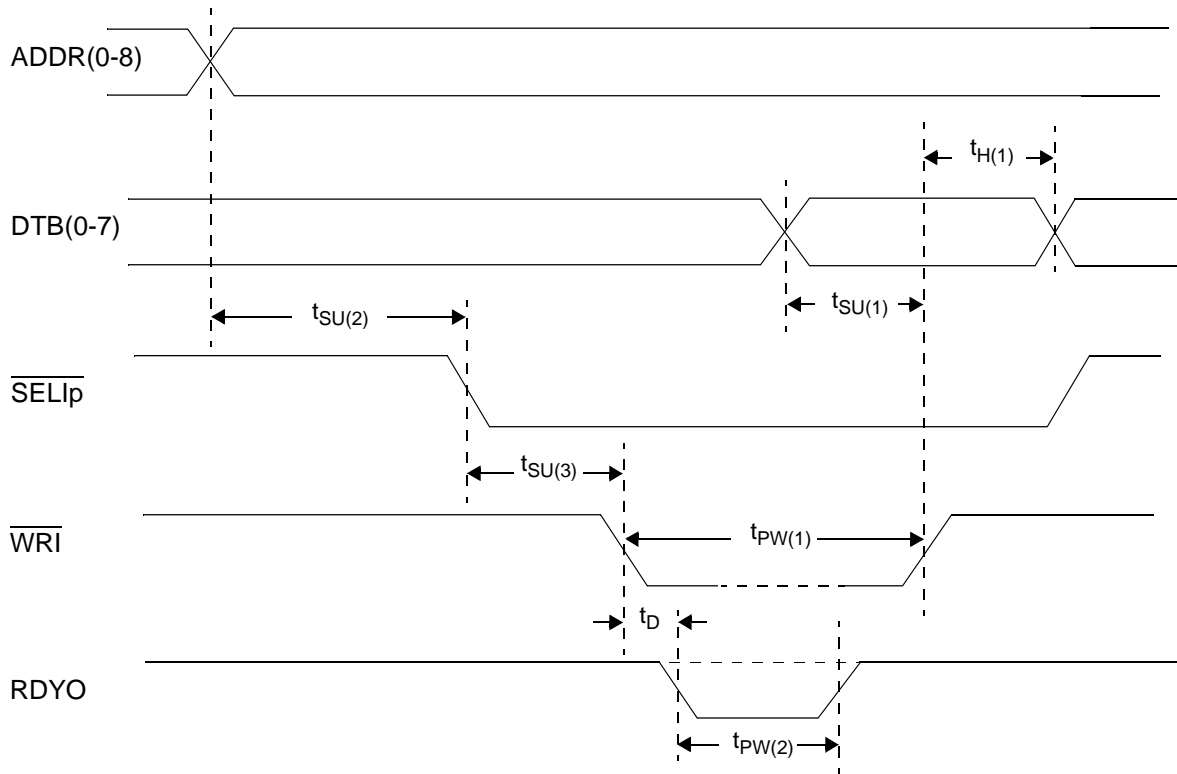 ADDR(0-8)
tH(1)
DTB(0-7)
tSU(2)
tSU(1)
SELIp
tSU(3)
WRI
tPW(1)
tD
RDYO
tPW(2)